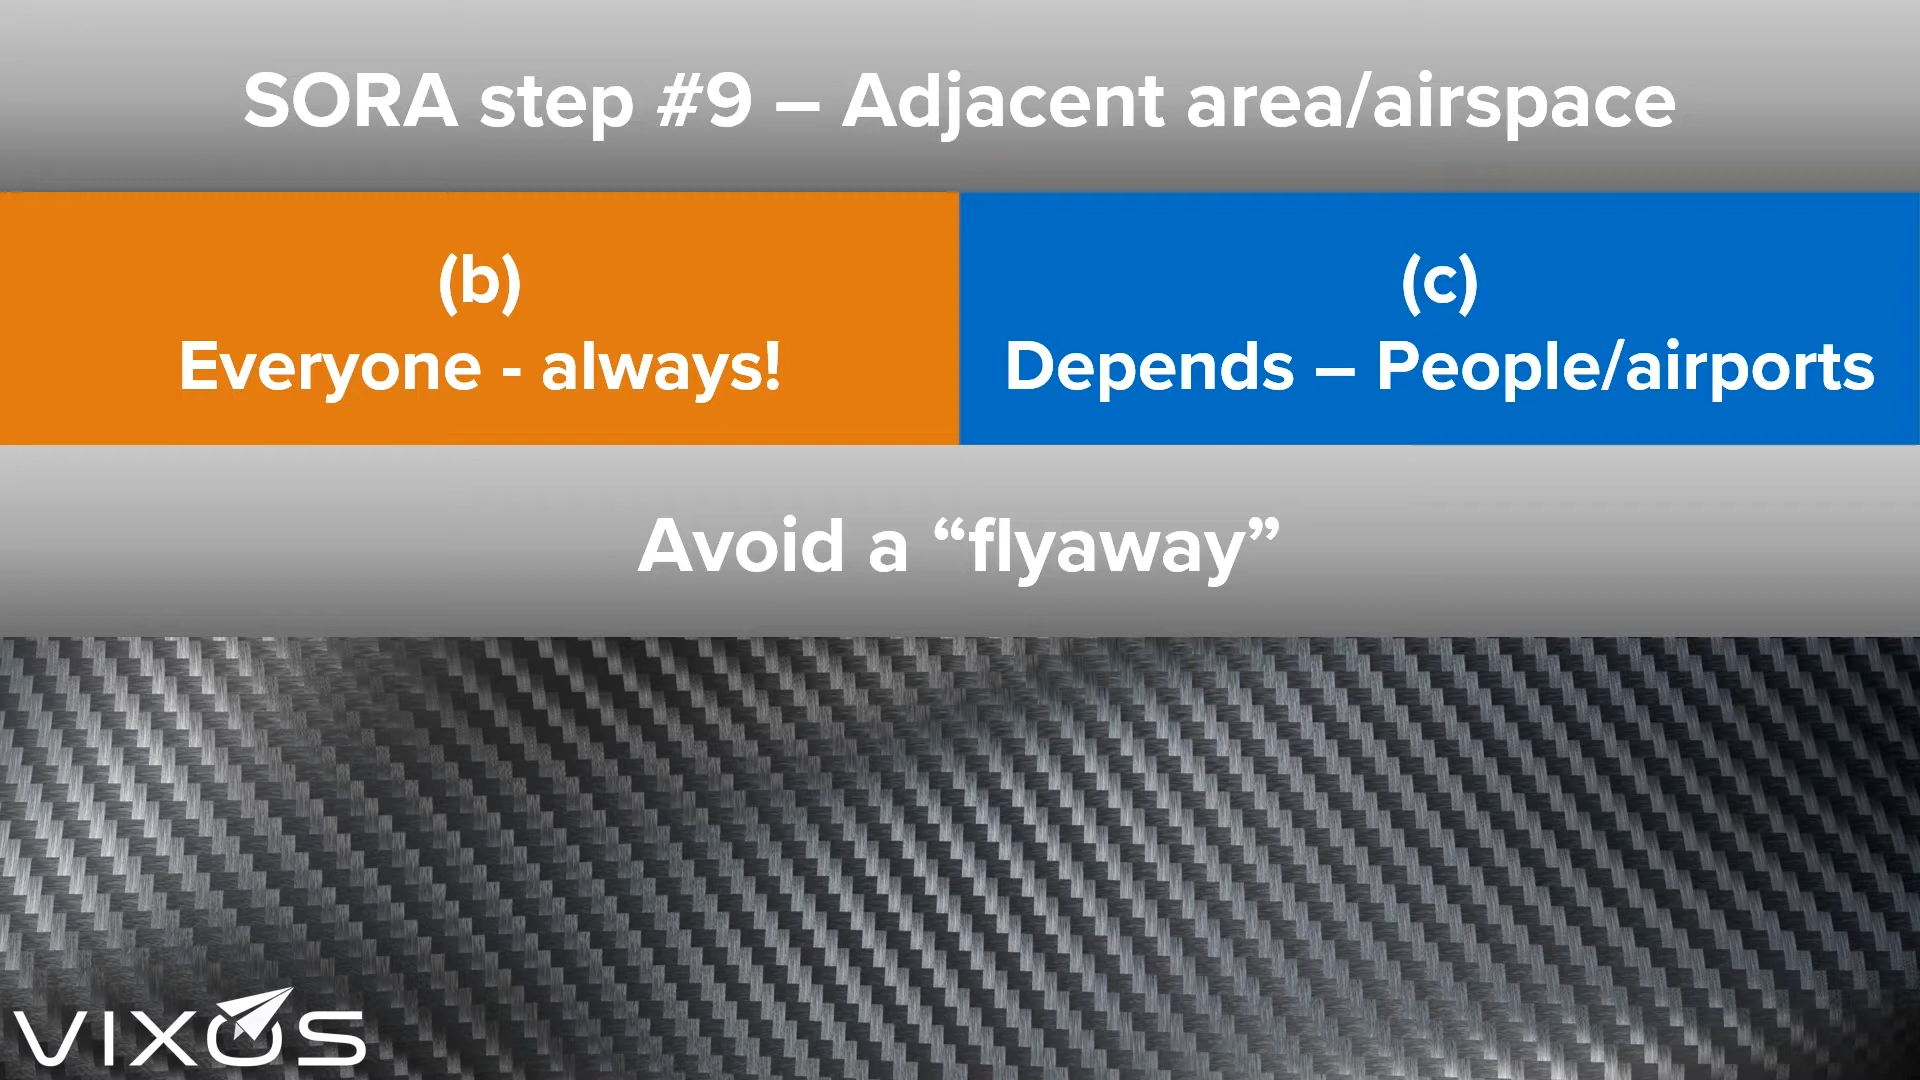 SORA step #9 – Adjacent area/airspace
(b)
Everyone - always!
(c)
Depends – People/airports
Avoid a “flyaway”
VIXOS